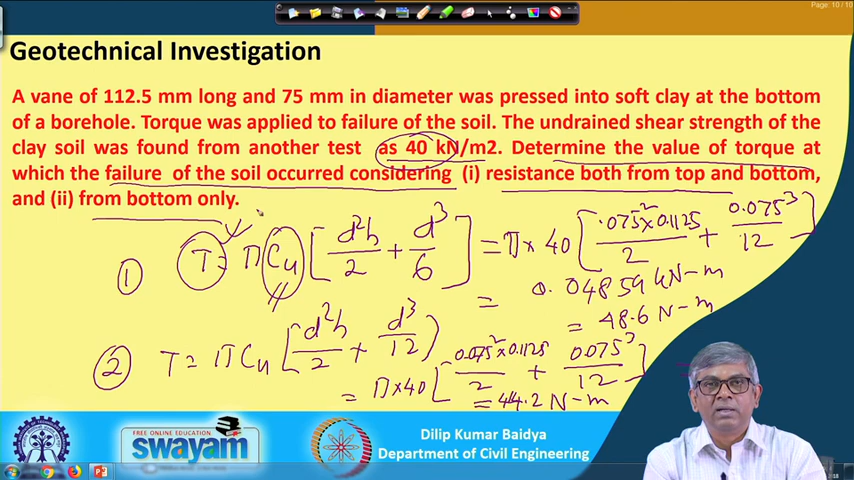 Page: 10 / 10
Geotechnical Investigation
A vane of 112.5 mm long and 75 mm in diameter was pressed into soft clay at the bottom
of a borehole. Torque was applied to failure of the soil. The undrained shear strength of the
clay soil was found from another test as 40 kN/m2. Determine the value of torque at
which the failure of the soil occurred considering (i) resistance both from top and bottom,
and (ii) from bottom only.
① T = π Cu [ d²h/2 + d³/6 ] = π × 40 [ .075² × 0.1125/2 + 0.075³/12 ]
= 0.04859 kN-m
= 48.6 N-m
② T = π Cu [ d²h/2 + d³/12 ]
= π × 40 [ 0.075² × 0.1125/2 + 0.075³/12 ]
= 44.2 N-m
FREE ONLINE EDUCATION
swayam
Dilip Kumar Baidya
Department of Civil Engineering